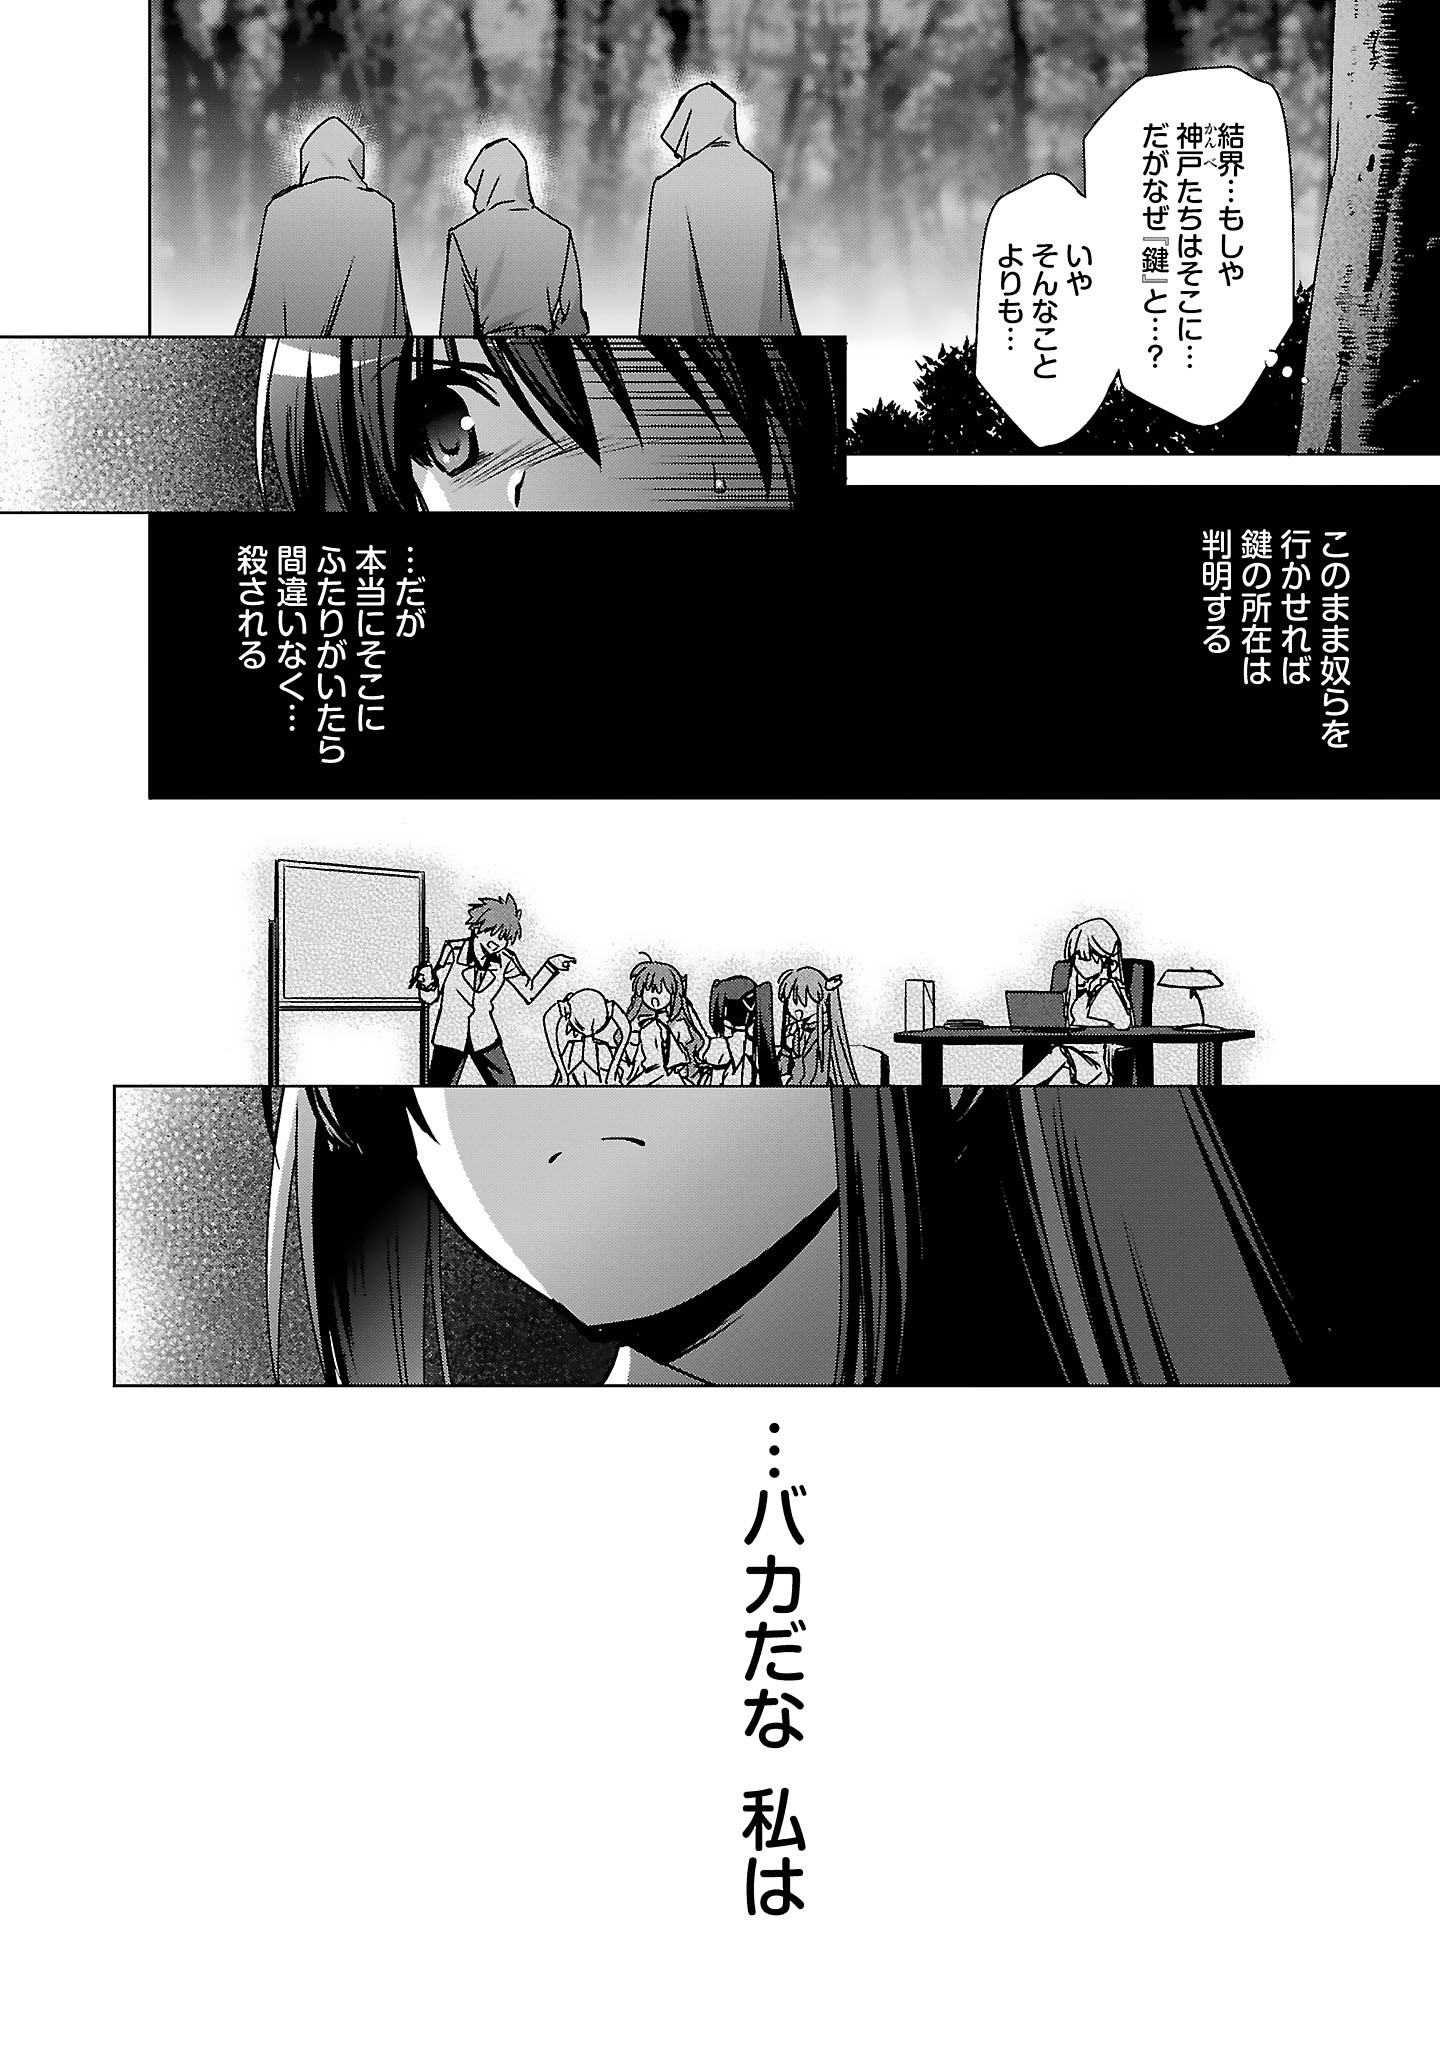 結界…もしや
神戸たちはそこに…
かんべ
だがなぜ『鍵』と…？
いや
そんなこと
よりも…
このまま奴らを
行かせれば
鍵の所在は
判明する
…だが
本当にそこに
ふたりがいたら
間違いなく…
殺される
…バカだな 私は